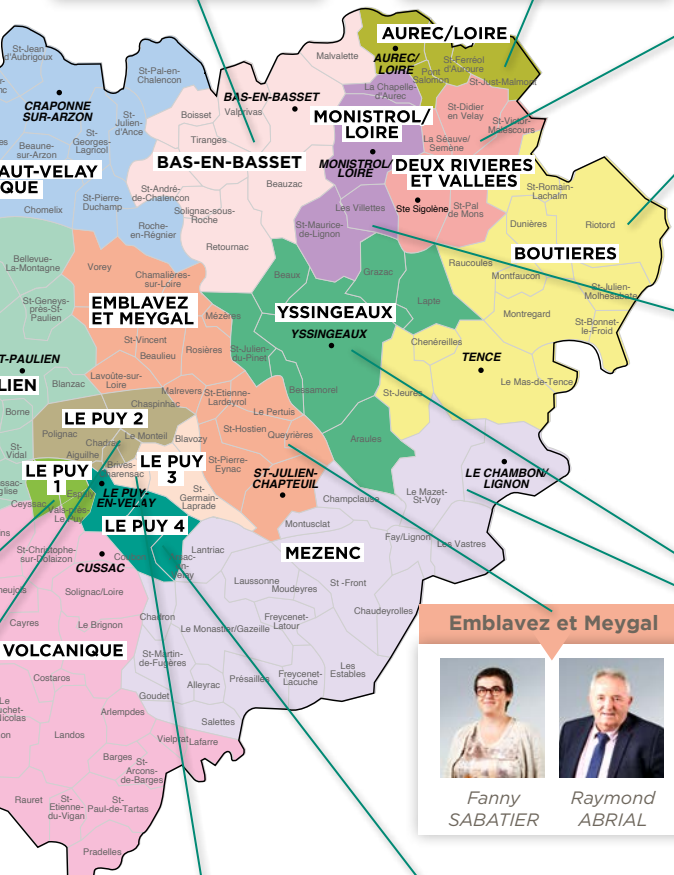 AUREC/LOIRE
St-Jean
d'Aubrigoux
Malvalette
AUREC/
LOIRE
St-Ferréol
d'Auroure
Pont
Salomon
St-Just-Malmont
St-Pal-en-
Chalencon
La Chapelle-
d'Aurec
BAS-EN-BASSET
CRAPONNE
SUR-ARZON
St-Didier
en Velay
Boisset
Valprivas
MONISTROL/
LOIRE
St-Victor-
Malescours
St-
Julien-
d'Ance
St-
Georges-
Lagricol
Tiranges
La Séauve/
Semène
Beaune-
sur-Arzon
BAS-EN-BASSET
MONISTROL/
LOIRE
DEUX RIVIERES
ET VALLEES
AUT-VELAY
QUE
Beauzac
St-André-
de-Chalencon
St-Romain-
Lachalm
St-Pierre-
Duchamp
Chomelix
Solignac-sous-
Roche
Les Villettes
Ste Sigolène
St-Pal
de Mons
Roche-
en-Régnier
St-Maurice-
de-Lignon
Dunières
Riotord
Retournac
BOUTIERES
Bellevue-
La-Montagne
Vorey
Chamalières-
sur-Loire
Beaux
Grazac
Raucoules
Montfaucon
St-Julien-
Molhesabate
St-Geneys-
près-St-
Paulien
EMBLAVEZ
ET MEYGAL
Mézères
YSSINGEAUX
YSSINGEAUX
Lapte
Montregard
St-Bonnet-
le-Froid
St-Vincent
Beaulieu
Rosières
St-Julien-
du-Pinet
Chenéreilles
T-PAULIEN
LIEN
TENCE
Blanzac
Lavoûte-sur-
Loire
Malrevers
St-Etienne-
Lardeyrol
Bessamorel
St-Jeures
Le Mas-de-Tence
Borne
Chaspinhac
LE PUY 2
Le Pertuis
Polignac
Le Monteil
Chadrac
Blavozy
St-Hostien
Queyrières
Araules
St-
Vidal
Aiguilhe
LE PUY
1
Brives-
Charensac
LE PUY
3
St-Pierre-
Eynac
ST-JULIEN-
CHAPTEUIL
LE CHAMBON/
LIGNON
Espaly
LE PUY-
EN-VELAY
St-
Germain-
Laprade
Champclause
Le Mazet-
St-Voy
Ceyssac
Vals-près-
Le Puy
LE PUY 4
Montusclat
Fay/Lignon
Les Vastres
St-Christophe-
sur-Dolaizon
CUSSAC
Lantriac
MEZENC
Solignac/Loire
Laussonne
Moudeyres
St -Front
Cayres
Le Brignon
Chadron
Le Monastier/Gazeille
Freycenet-
Latour
Chaudeyrolles
VOLCANIQUE
St-Martin-
de-Fugères
Costaros
Alleyrac
Présailles
Freycenet-
Lacuche
Les
Estables
Goudet
Arlempdes
Salettes
Landos
Vielprat
Lafarre
Barges
St-
Arcons-
de-Barges
Rauret
St-
Etienne-
du-Vigan
St-
Paul-de-Tartas
Pradelles
Emblavez et Meygal
Fanny
SABATIER
Raymond
ABRIAL